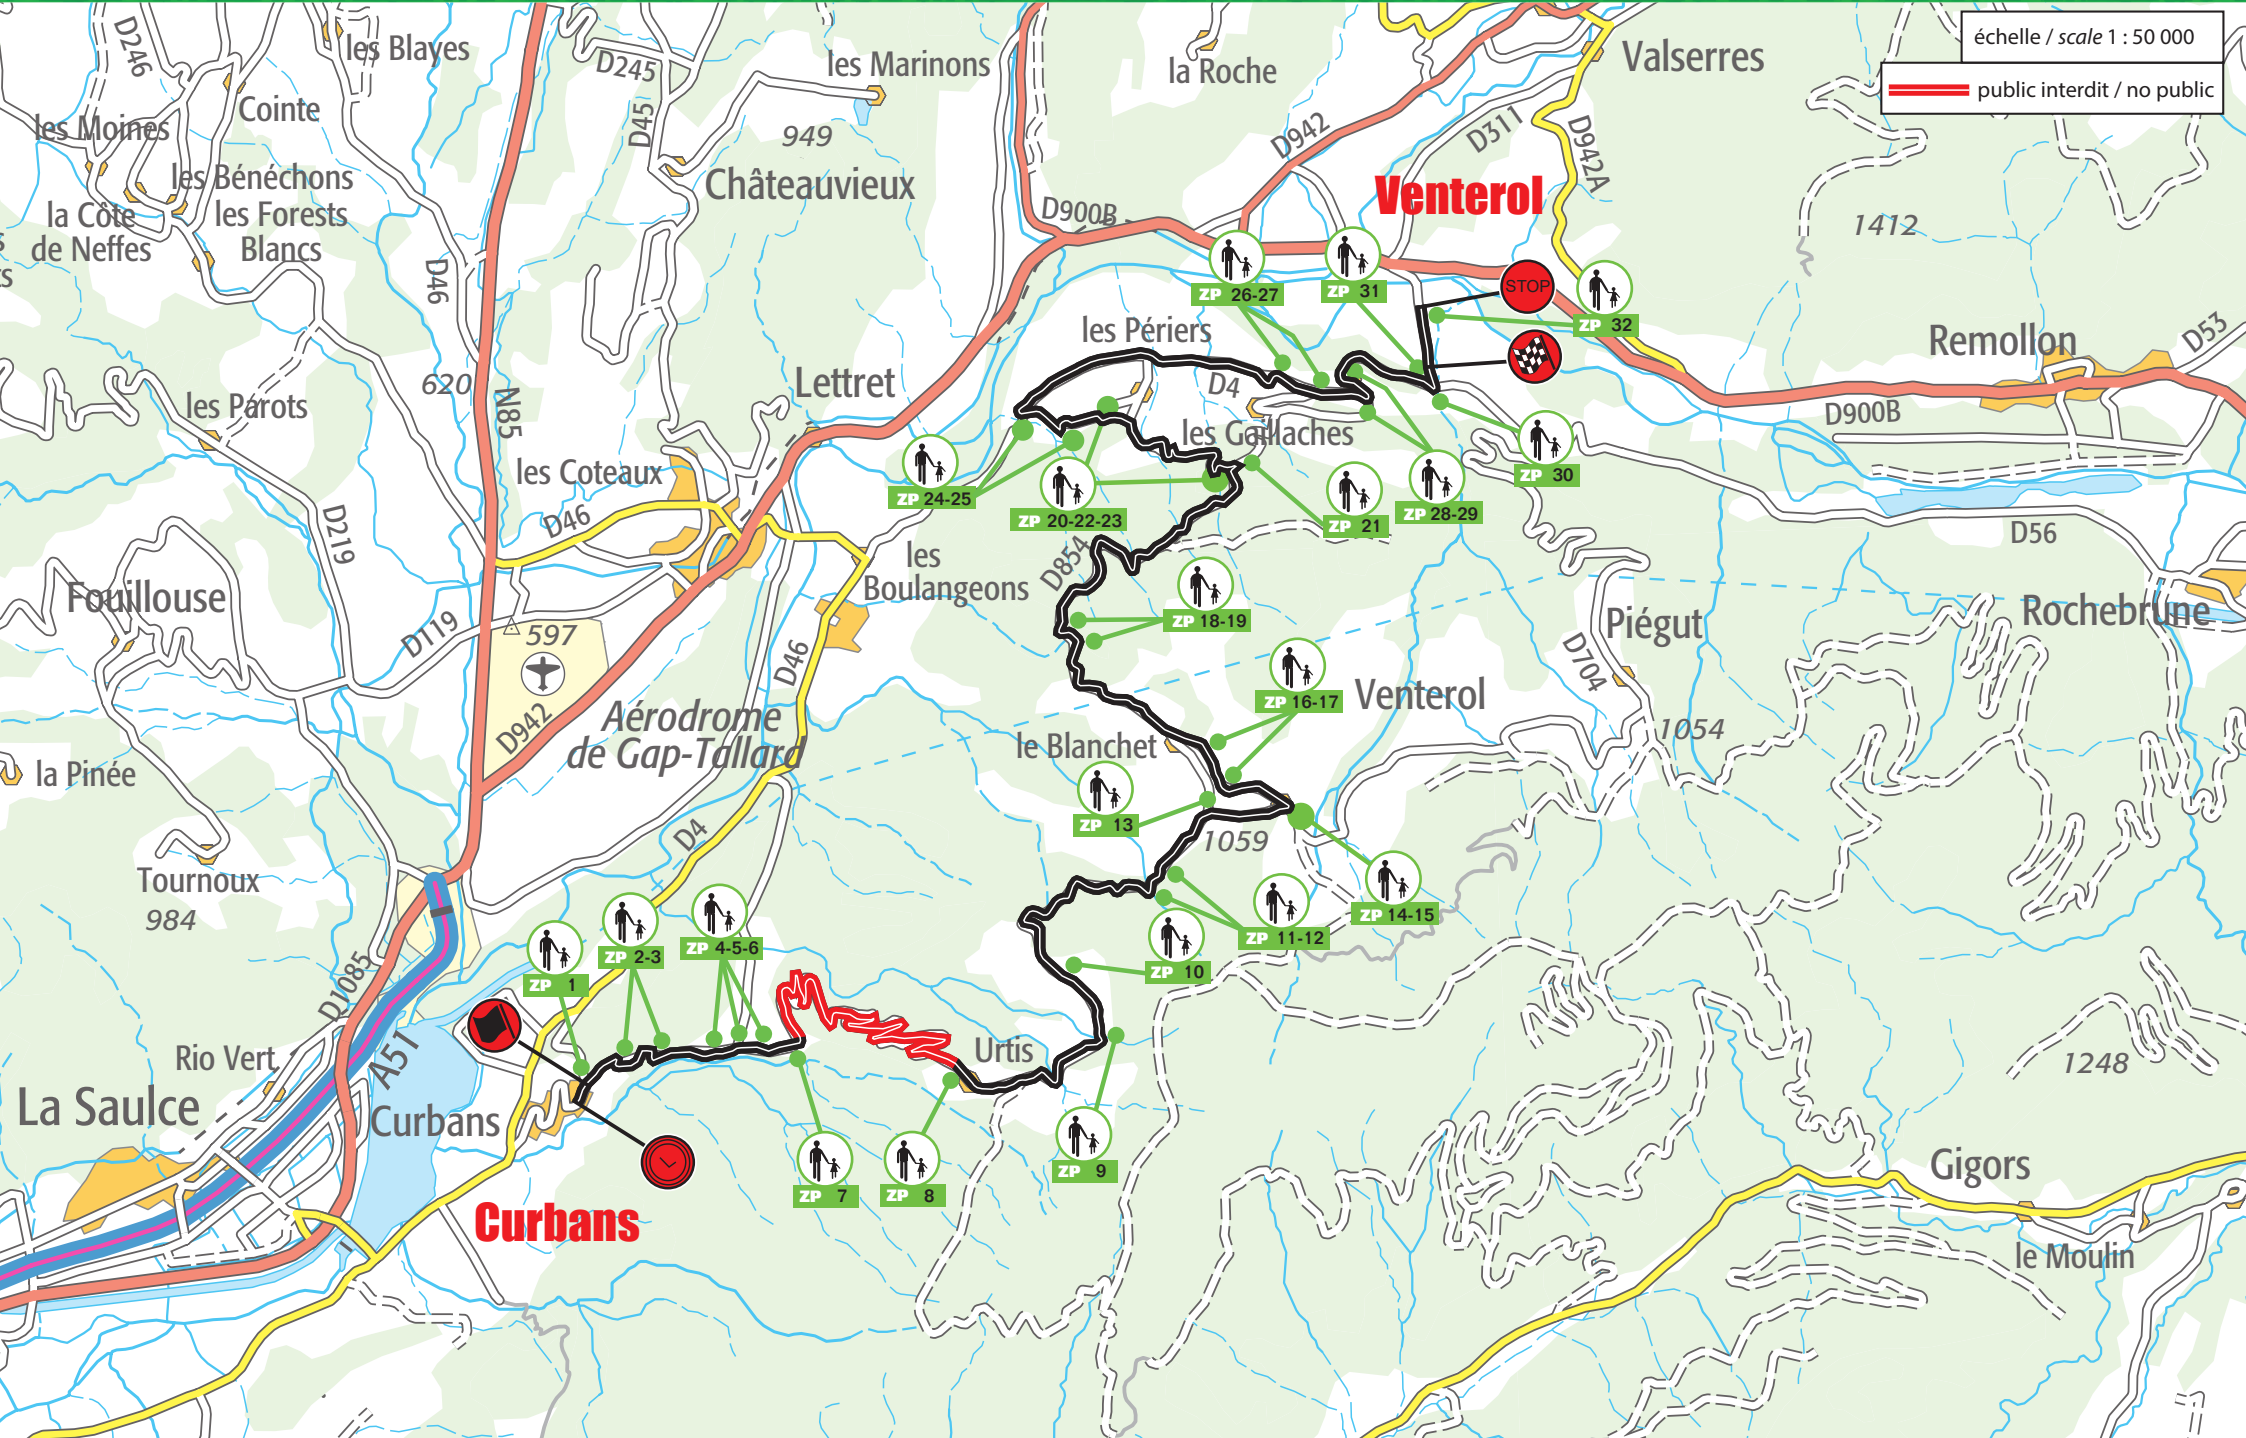 échelle / scale 1 : 50 000
public interdit / no public
D246
les Blayes
D245
les Marinons
la Roche
Valserres
Cointe
les Moines
D45
949
D942
D311
D942A
les Bénéchons
Châteauvieux
Venterol
la Côte
de Neffes
les Forests
Blancs
D900B
1412
D46
ZP 26-27
ZP 31
STOP
ZP 32
les Périers
Remollon
D53
620
N85
Lettret
D4
D900B
les Parots
les Gaillaches
les Coteaux
ZP 24-25
ZP 20-22-23
ZP 21
ZP 28-29
ZP 30
D46
D219
D56
les
Boulangeons
D854
Fouillouse
D119
597
ZP 18-19
Piégut
Rochebrune
D46
D704
ZP 16-17
Venterol
Aérodrome
de Gap-Tallard
D942
le Blanchet
1054
la Pinée
ZP 13
1059
D4
Tournoux
984
ZP 14-15
ZP 11-12
ZP 10
ZP 1
ZP 2-3
ZP 4-5-6
D1085
A51
Rio Vert
Urtis
1248
La Saulce
Curbans
ZP 7
ZP 8
ZP 9
Gigors
Curbans
le Moulin